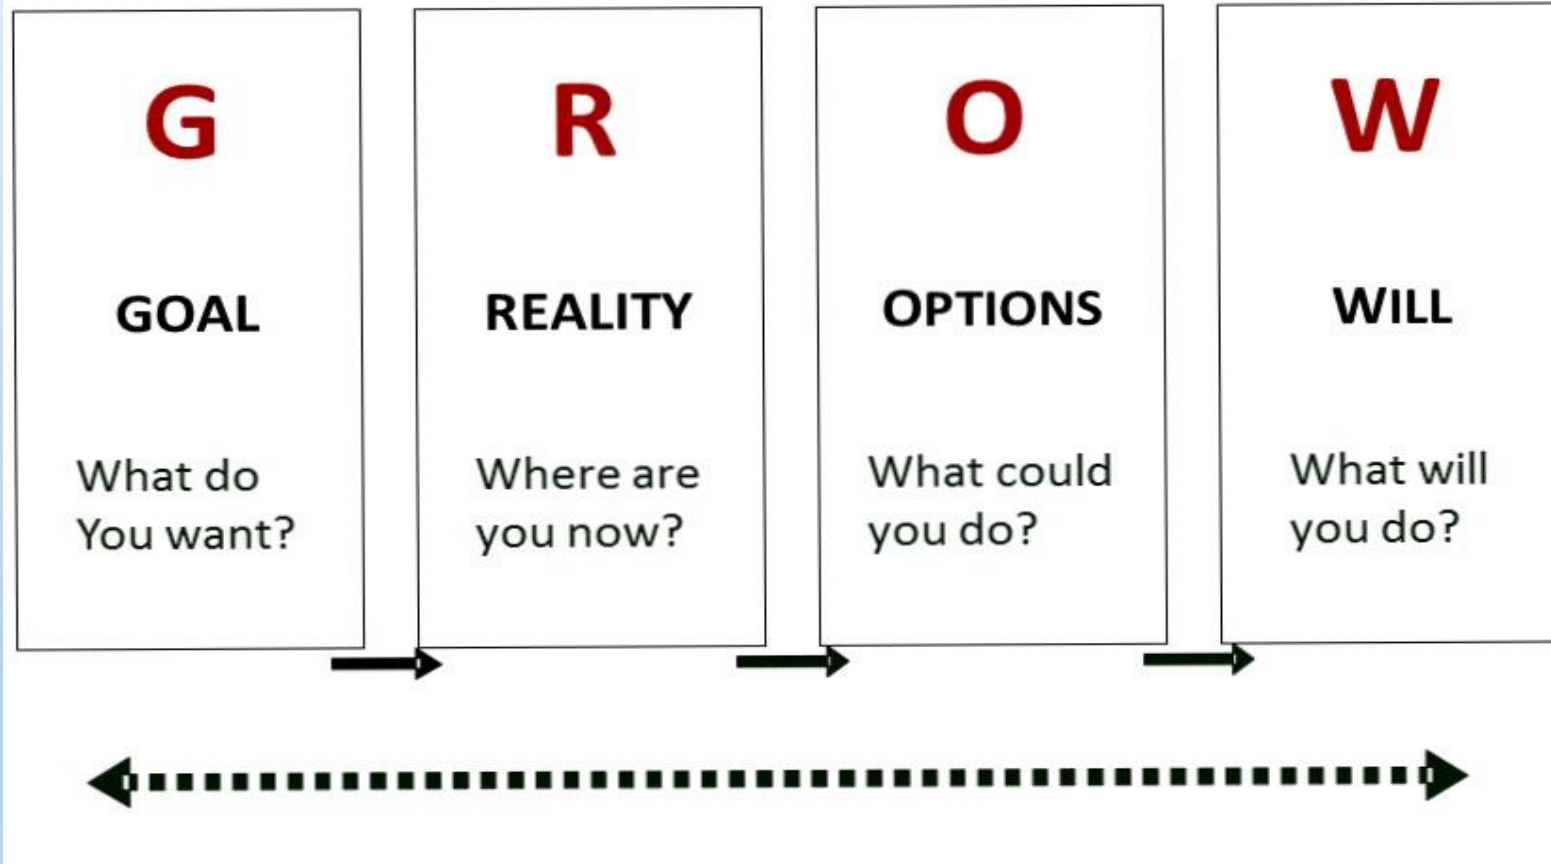 G
GOAL
What do
You want?
R
REALITY
Where are
you now?
O
OPTIONS
What could
you do?
W
WILL
What will
you do?